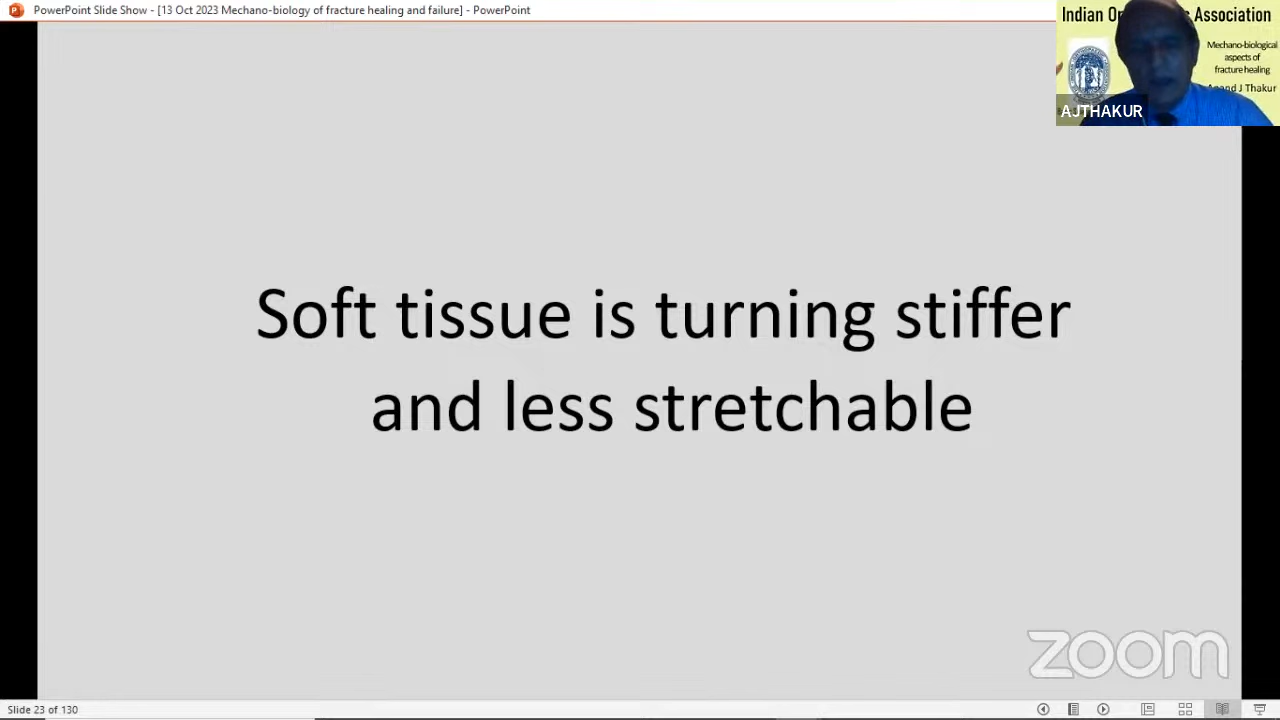 PowerPoint Slide Show - [13 Oct 2023 Mechano-biology of fracture healing and failure] - PowerPoint
Indian Association
Mechano-biological
aspects of
fracture healing
J Thakur
AJTHAKUR
Soft tissue is turning stiffer
and less stretchable
zoom
Slide 23 of 130